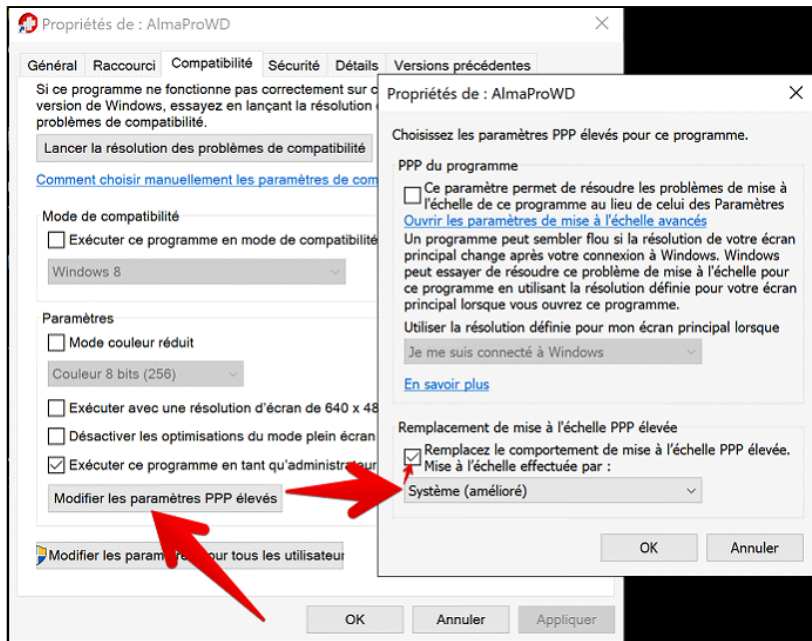 Propriétés de : AlmaProWD
Général Raccourci Compatibilité Sécurité Détails Versions précédentes
Si ce programme ne fonctionne pas correctement sur c
version de Windows, essayez en lançant la résolution
problèmes de compatibilité.
Lancer la résolution des problèmes de compatibilité
Comment choisir manuellement les paramètres de com
Mode de compatibilité
Exécuter ce programme en mode de compatibilité
Windows 8
Paramètres
Mode couleur réduit
Couleur 8 bits (256)
Exécuter avec une résolution d'écran de 640 x 48
Désactiver les optimisations du mode plein écran
Exécuter ce programme en tant qu'administrateur
Modifier les paramètres PPP élevés
Modifier les param our tous les utilisateur
OK Annuler Appliquer
Propriétés de : AlmaProWD
Choisissez les paramètres PPP élevés pour ce programme.
PPP du programme
Ce paramètre permet de résoudre les problèmes de mise à
l'échelle de ce programme au lieu de celui des Paramètres
Ouvrir les paramètres de mise à l'échelle avancés
Un programme peut sembler flou si la résolution de votre écran
principal change après votre connexion à Windows. Windows
peut essayer de résoudre ce problème de mise à l'échelle pour
ce programme en utilisant la résolution définie pour votre écran
principal lorsque vous ouvrez ce programme.
Utiliser la résolution définie pour mon écran principal lorsque
Je me suis connecté à Windows
En savoir plus
Remplacement de mise à l'échelle PPP élevée
Remplacez le comportement de mise à l'échelle PPP élevée.
Mise à l'échelle effectuée par :
Système (amélioré)
OK Annuler